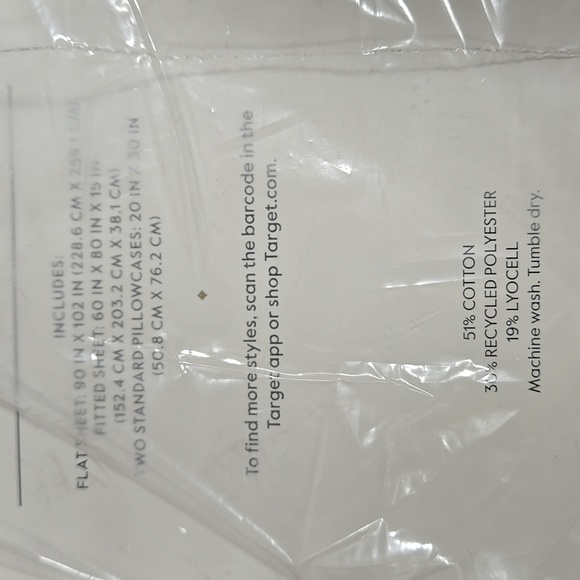 INCLUDES:
FLAT SHEET: 90 IN X 102 IN (228.6 CM X 259.1 CM)
FITTED SHEET: 60 IN X 80 IN X 15 IN
(152.4 CM X 203.2 CM X 38.1 CM)
TWO STANDARD PILLOWCASES: 20 IN X 30 IN
(50.8 CM X 76.2 CM)
To find more styles, scan the barcode in the
Target app or shop Target.com.
51% COTTON
30% RECYCLED POLYESTER
19% LYOCELL
Machine wash. Tumble dry.